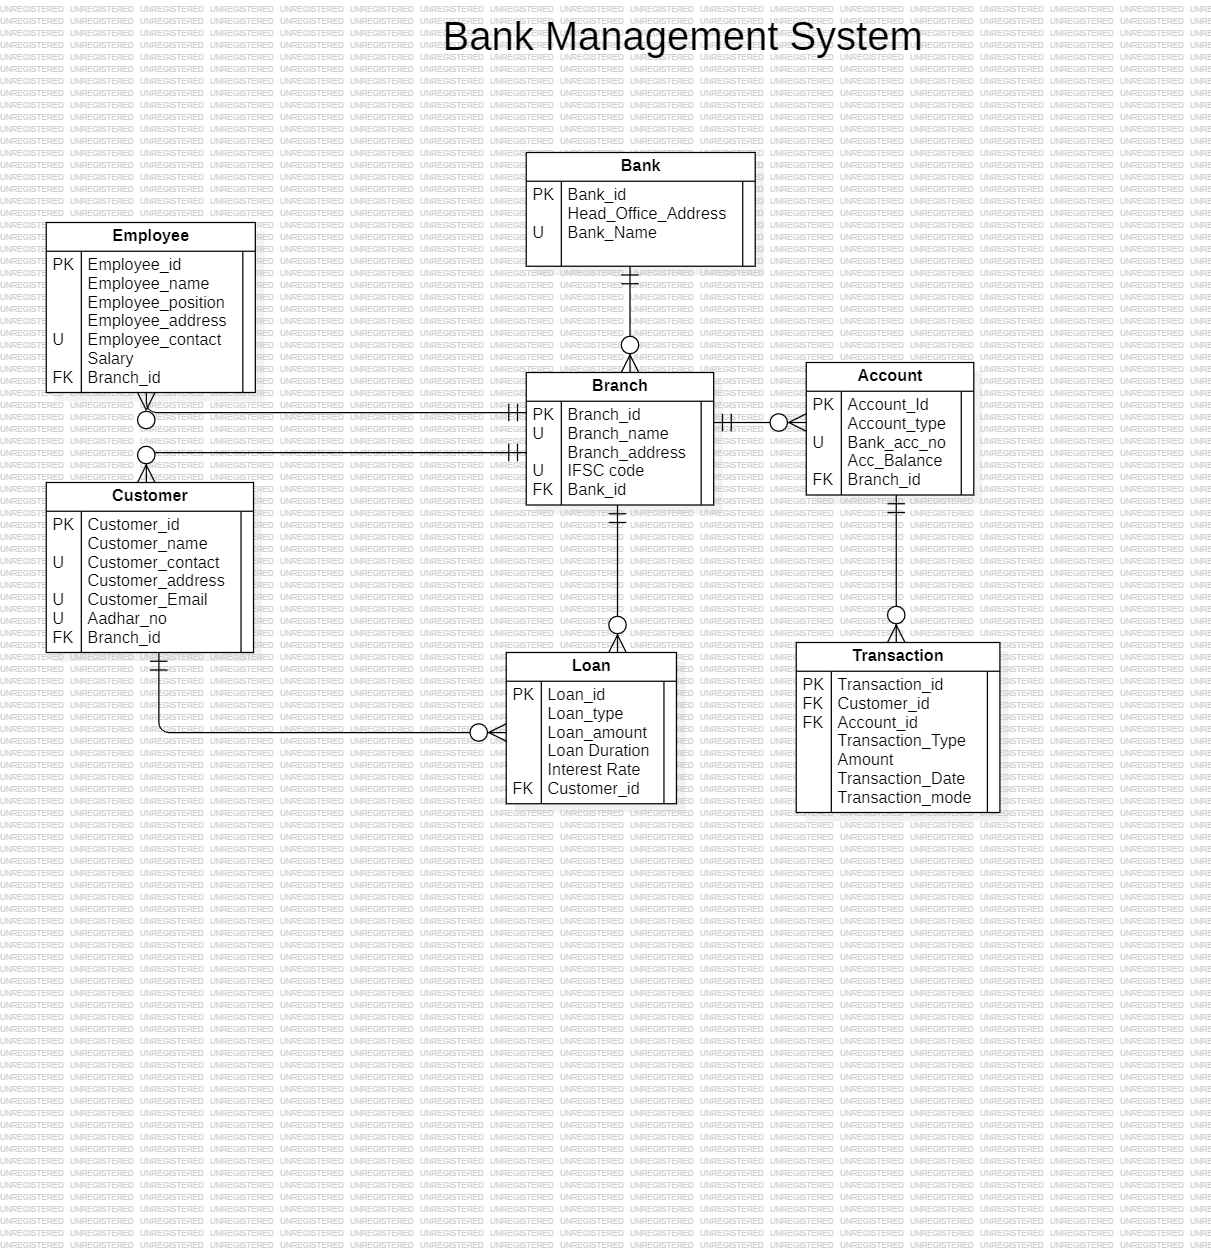 Bank Management System
Bank
PK Bank_id
Head_Office_Address
U Bank_Name
Employee
PK Employee_id
Employee_name
Employee_position
Employee_address
U Employee_contact
Salary
FK Branch_id
Branch
PK Branch_id
U Branch_name
Branch_address
U IFSC code
FK Bank_id
Account
PK Account_Id
Account_type
U Bank_acc_no
Acc_Balance
FK Branch_id
Customer
PK Customer_id
Customer_name
U Customer_contact
Customer_address
U Customer_Email
U Aadhar_no
FK Branch_id
Loan
PK Loan_id
Loan_type
Loan_amount
Loan Duration
Interest Rate
FK Customer_id
Transaction
PK Transaction_id
FK Customer_id
FK Account_id
Transaction_Type
Amount
Transaction_Date
Transaction_mode
UNREGISTERED